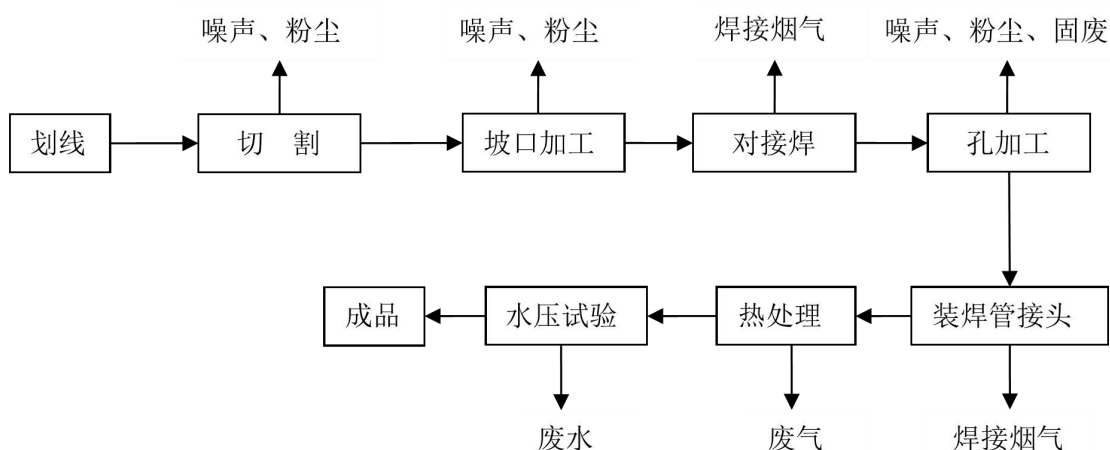 噪声、粉尘
噪声、粉尘
焊接烟气
噪声、粉尘、固废
划线
切 割
坡口加工
对接焊
孔加工
成品
水压试验
热处理
装焊管接头
废水
废气
焊接烟气